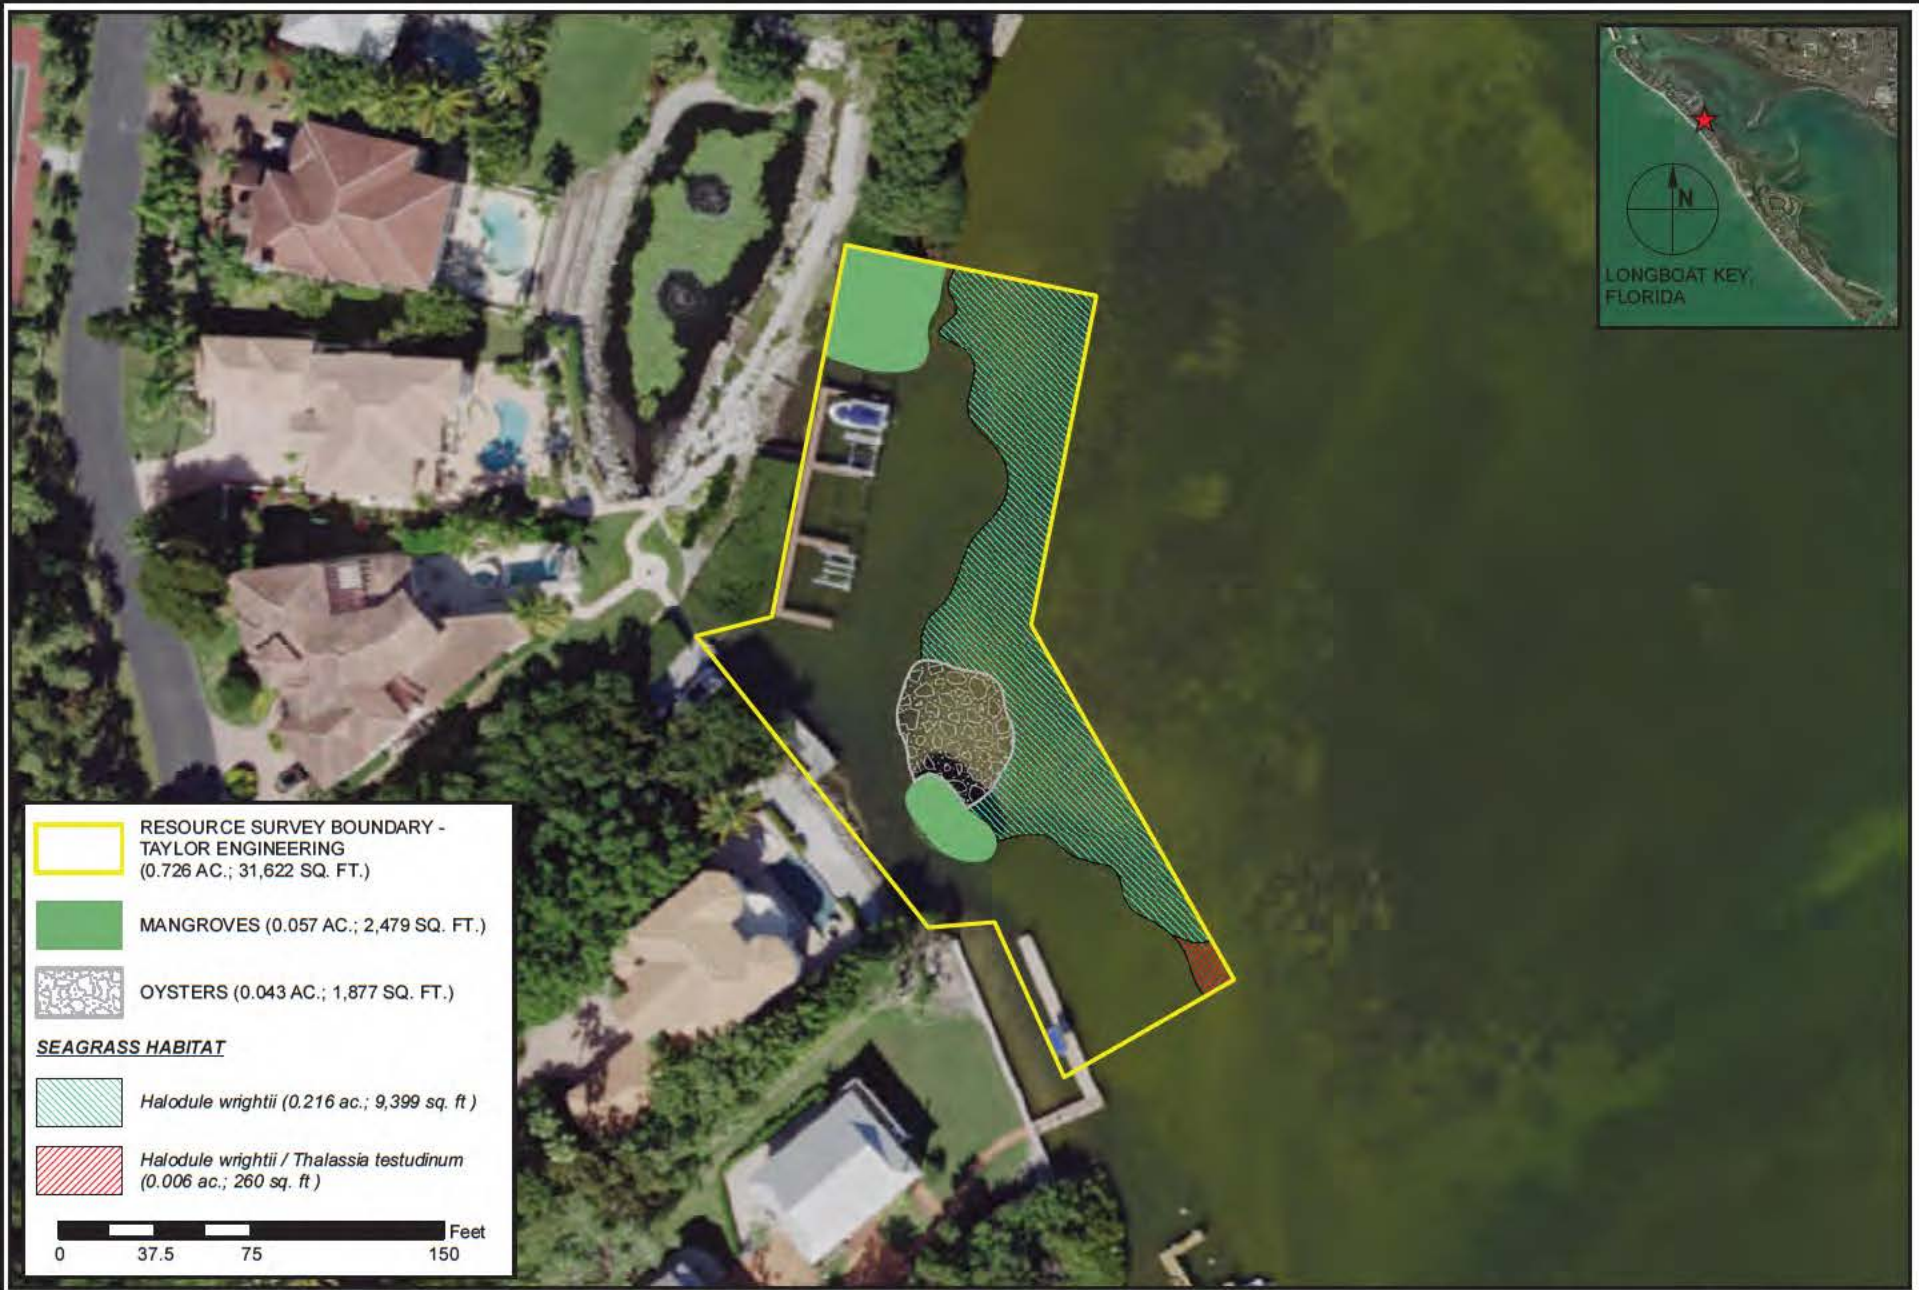 N
LONGBOAT KEY,
FLORIDA
RESOURCE SURVEY BOUNDARY -
TAYLOR ENGINEERING
(0.726 AC.; 31,622 SQ. FT.)
MANGROVES (0.057 AC.; 2,479 SQ. FT.)
OYSTERS (0.043 AC.; 1,877 SQ. FT.)
SEAGRASS HABITAT
Halodule wrightii (0.216 ac.; 9,399 sq. ft )
Halodule wrightii / Thalassia testudinum
(0.006 ac.; 260 sq. ft )
Feet
0 37.5 75 150